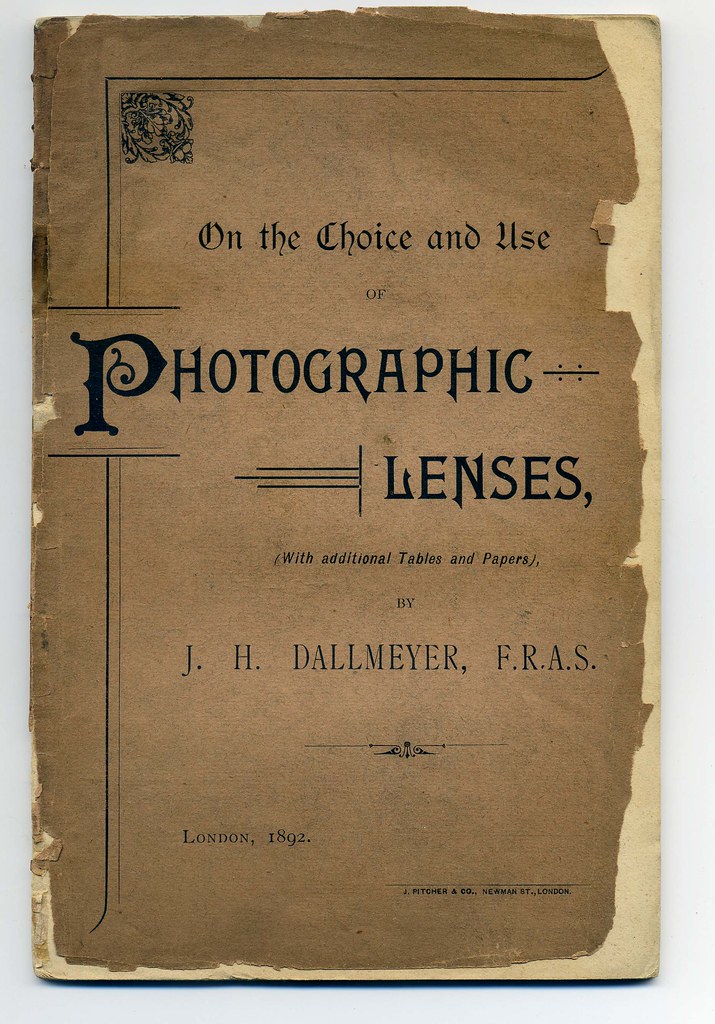 On the Choice and Use
OF
PHOTOGRAPHIC
LENSES,
(With additional Tables and Papers),
BY
J. H. DALLMEYER, F.R.A.S.
LONDON, 1892.
J. PITCHER & CO., NEWMAN ST., LONDON.